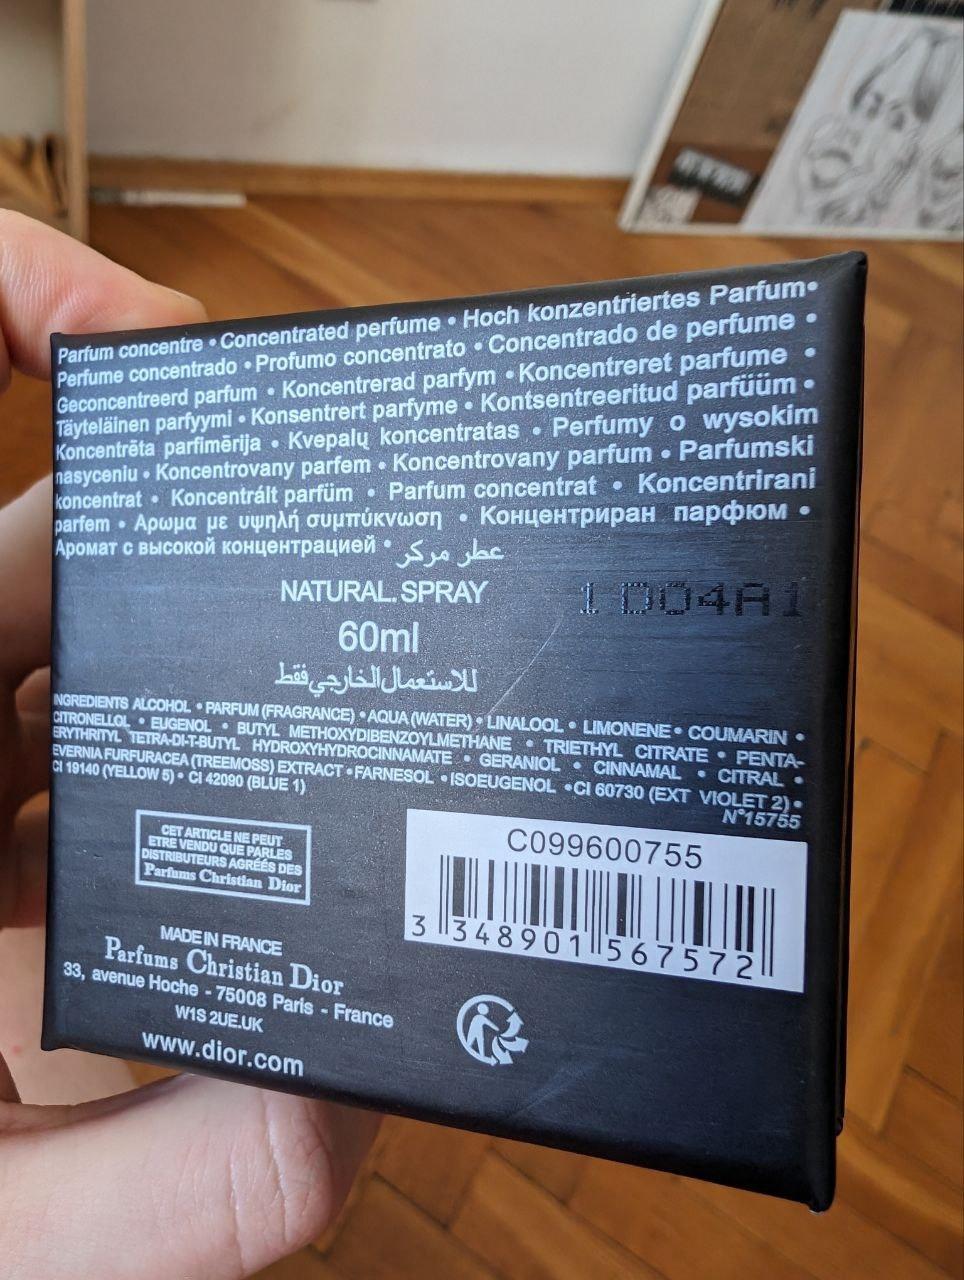 Parfum concentre • Concentrated perfume • Hoch konzentriertes Parfum•
Perfume concentrado • Profumo concentrato • Concentrado de perfume •
Geconcentreerd parfum • Koncentrerad parfym • Koncentreret parfume •
Täyteläinen parfyymi • Konsentrert parfyme • Kontsentreeritud parfüüm •
Koncentrēta parfimērija • Kvepalų koncentratas • Perfumy o wysokim
nasyceniu • Koncentrovany parfem • Koncentrovany parfum • Parfumski
koncentrat • Koncentrált parfüm • Parfum concentrat • Koncentrirani
parfem • Αρωμα με υψηλή συμπύκνωση • Концентриран парфюм •
Аромат с высокой концентрацией • عطر مركز
NATURAL. SPRAY
1D04A1
60ml
للاستعمال الخارجي فقط
INGREDIENTS ALCOHOL • PARFUM (FRAGRANCE) • AQUA (WATER) • LINALOOL • LIMONENE • COUMARIN •
CITRONELLOL • EUGENOL • BUTYL METHOXYDIBENZOYLMETHANE • TRIETHYL CITRATE • PENTA-
ERYTHRITYL TETRA-DI-T-BUTYL HYDROXYHYDROCINNAMATE • GERANIOL • CINNAMAL • CITRAL •
EVERNIA FURFURACEA (TREEMOSS) EXTRACT • FARNESOL • ISOEUGENOL • CI 60730 (EXT VIOLET 2) •
CI 19140 (YELLOW 5) • CI 42090 (BLUE 1)
N°15755
CET ARTICLE NE PEUT
ETRE VENDU QUE PARLES
DISTRIBUTEURS AGRÉÉS DES
Parfums Christian Dior
C099600755
3 348901 567572
MADE IN FRANCE
Parfums Christian Dior
33, avenue Hoche - 75008 Paris - France
W1S 2UE.UK
www.dior.com